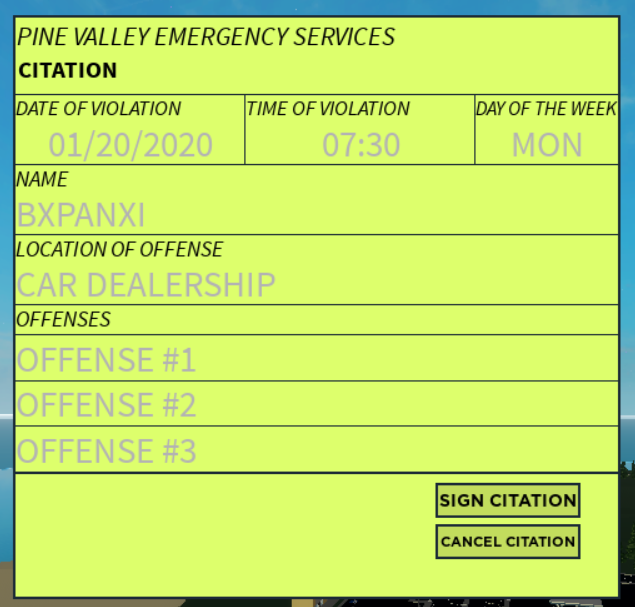 PINE VALLEY EMERGENCY SERVICES
CITATION
DATE OF VIOLATION TIME OF VIOLATION DAY OF THE WEEK
01/20/2020 07:30 MON
NAME
BXPANXI
LOCATION OF OFFENSE
CAR DEALERSHIP
OFFENSES
OFFENSE #1
OFFENSE #2
OFFENSE #3
SIGN CITATION
CANCEL CITATION